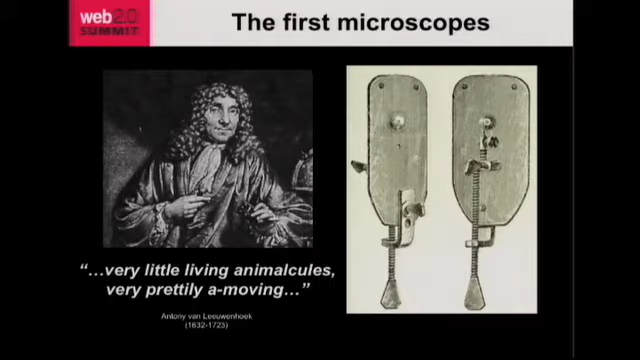 web2.0
SUMMIT
The first microscopes
“…very little living animalcules,
very prettily a-moving…”
Antony van Leeuwenhoek
(1632-1723)